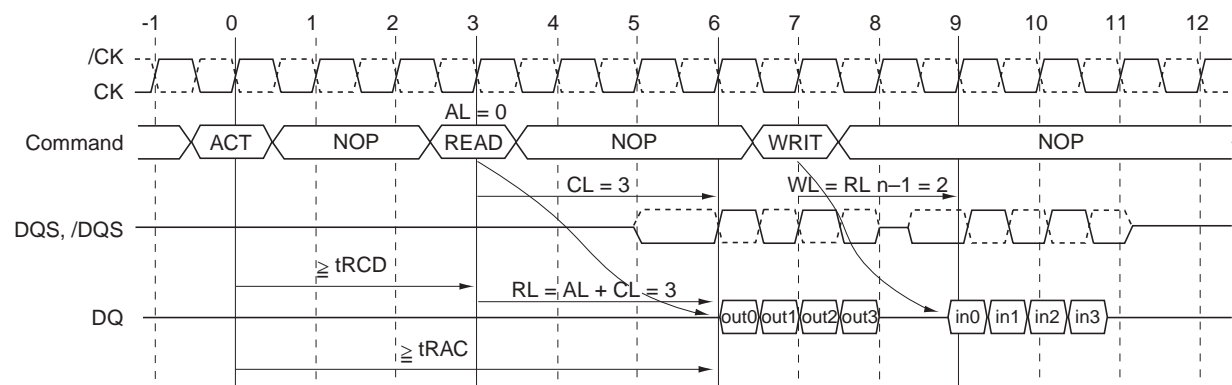 -1 0 1 2 3 4 5 6 7 8 9 10 11 12
/CK
CK
AL = 0
Command ACT NOP READ NOP WRIT NOP
CL = 3 WL = RL n–1 = 2
DQS, /DQS
≧ tRCD
RL = AL + CL = 3
DQ out0 out1 out2 out3 in0 in1 in2 in3
≧ tRAC